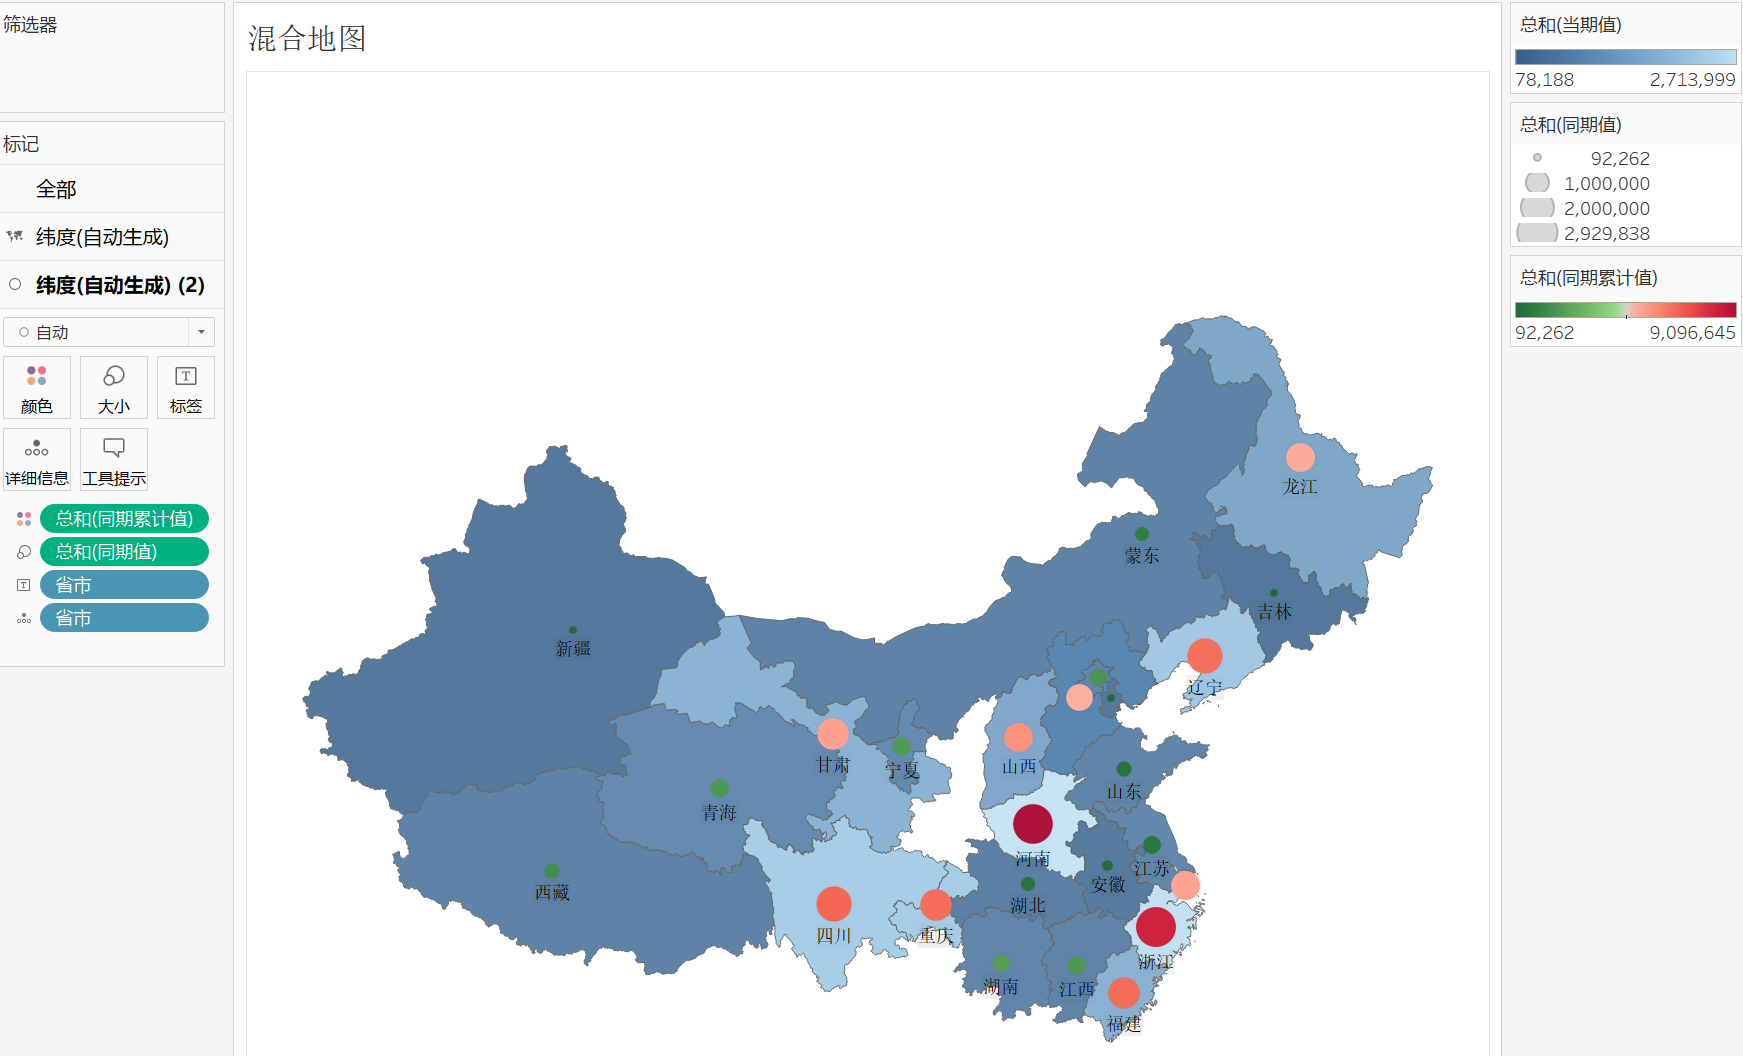 筛选器
标记
全部
纬度(自动生成)
纬度(自动生成) (2)
自动
颜色
大小
标签
详细信息
工具提示
总和(同期累计值)
总和(同期值)
省市
省市
混合地图
龙江
蒙东
吉林
新疆
辽宁
甘肃
宁夏
山西
青海
山东
河南
江苏
安徽
西藏
湖北
四川
重庆
浙江
湖南
江西
福建
总和(当期值)
78,188 2,713,999
总和(同期值)
92,262
1,000,000
2,000,000
2,929,838
总和(同期累计值)
92,262 9,096,645